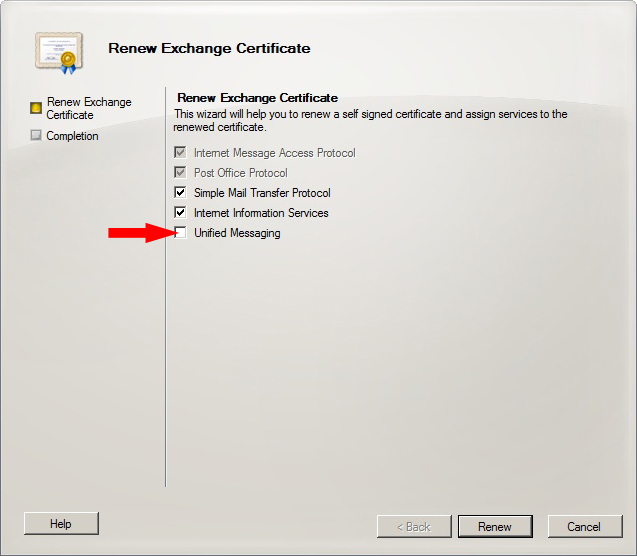 Renew Exchange Certificate
Renew Exchange
Certificate
Completion
Renew Exchange Certificate
This wizard will help you to renew a self signed certificate and assign services to the
renewed certificate.
Internet Message Access Protocol
Post Office Protocol
Simple Mail Transfer Protocol
Internet Information Services
Unified Messaging
Help
< Back
Renew
Cancel